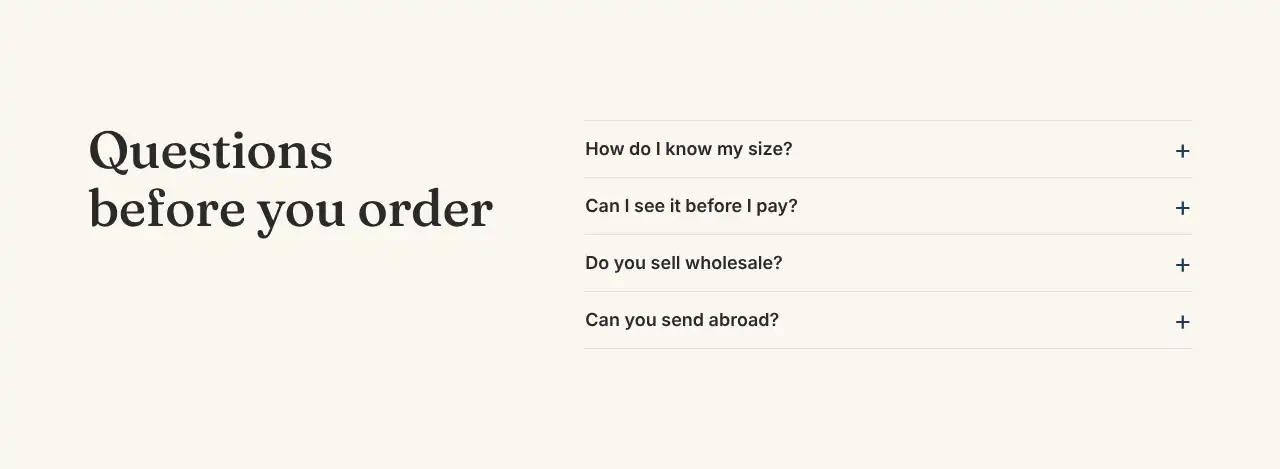 Questions
before you order
How do I know my size?
Can I see it before I pay?
Do you sell wholesale?
Can you send abroad?